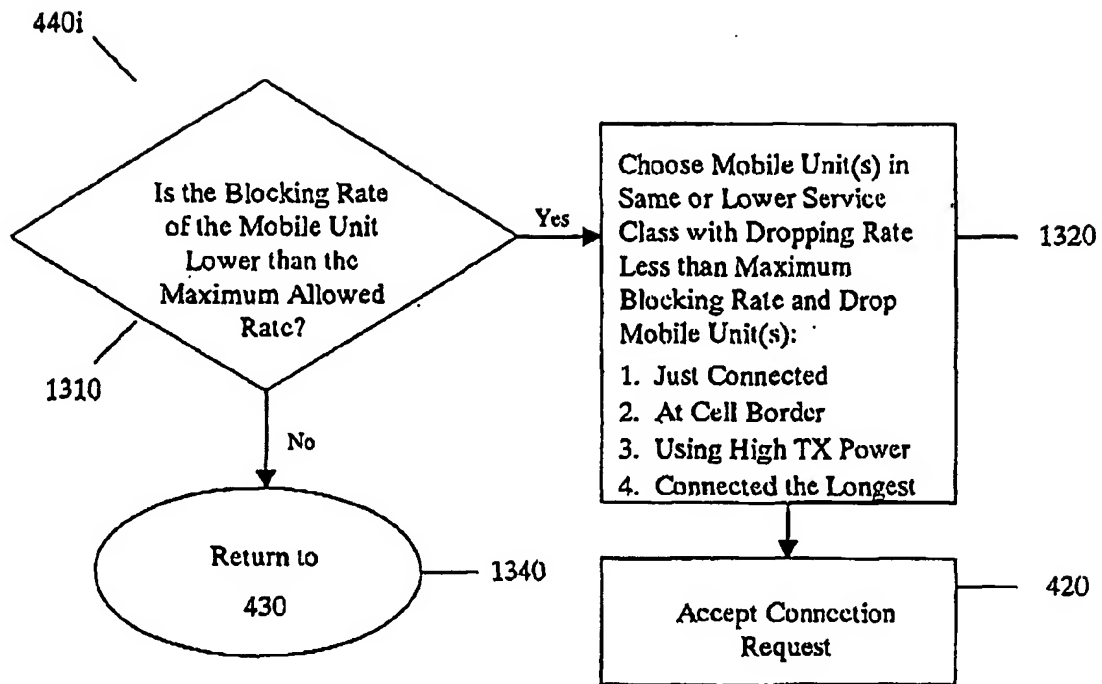 440i
Is the Blocking Rate
of the Mobile Unit
Lower than the
Maximum Allowed
Rate?
1310
Yes
No
Choose Mobile Unit(s) in
Same or Lower Service
Class with Dropping Rate
Less than Maximum
Blocking Rate and Drop
Mobile Unit(s):
1. Just Connected
2. At Cell Border
3. Using High TX Power
4. Connected the Longest
1320
Return to
430
1340
Accept Connection
Request
420